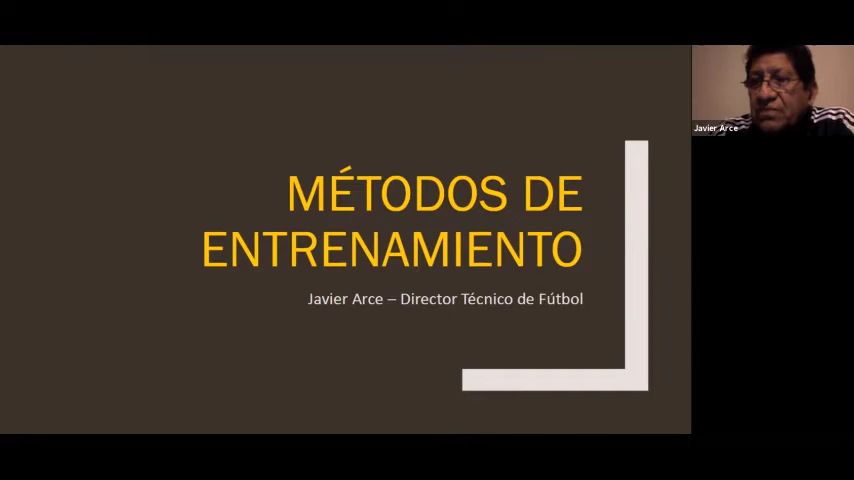 MÉTODOS DE
ENTRENAMIENTO
Javier Arce – Director Técnico de Fútbol
Javier Arce